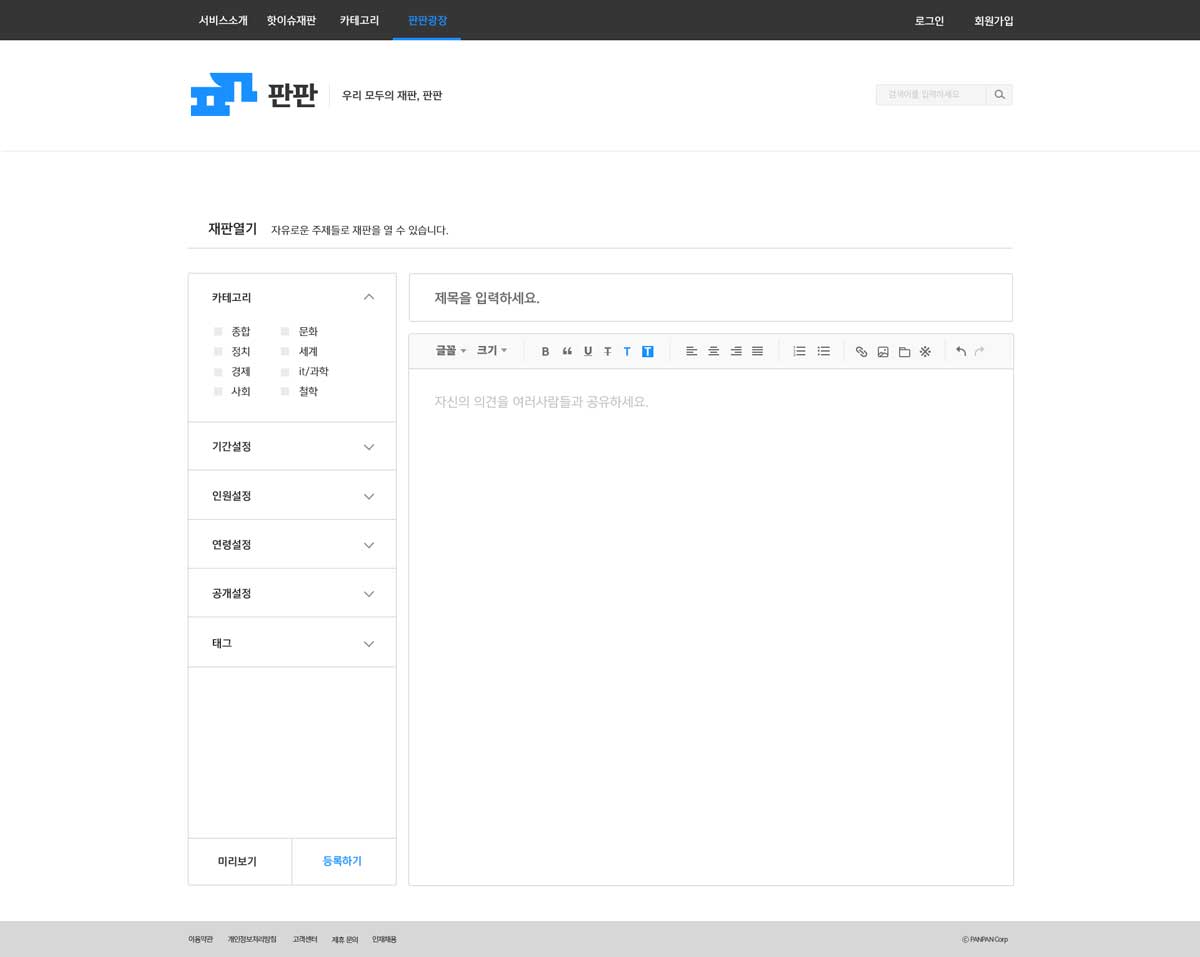 서비스소개 핫이슈재판 카테고리 판판광장 로그인 회원가입
판판 우리 모두의 재판, 판판 검색어를 입력하세요
재판열기 자유로운 주제들로 재판을 열 수 있습니다.
카테고리
종합 문화
정치 세계
경제 it/과학
사회 철학
기간설정
인원설정
연령설정
공개설정
태그
미리보기 등록하기
제목을 입력하세요.
글꼴 크기 B U T T T
자신의 의견을 여러사람들과 공유하세요.
이용약관 개인정보처리방침 고객센터 제휴 문의 인재채용 © PANPAN Corp